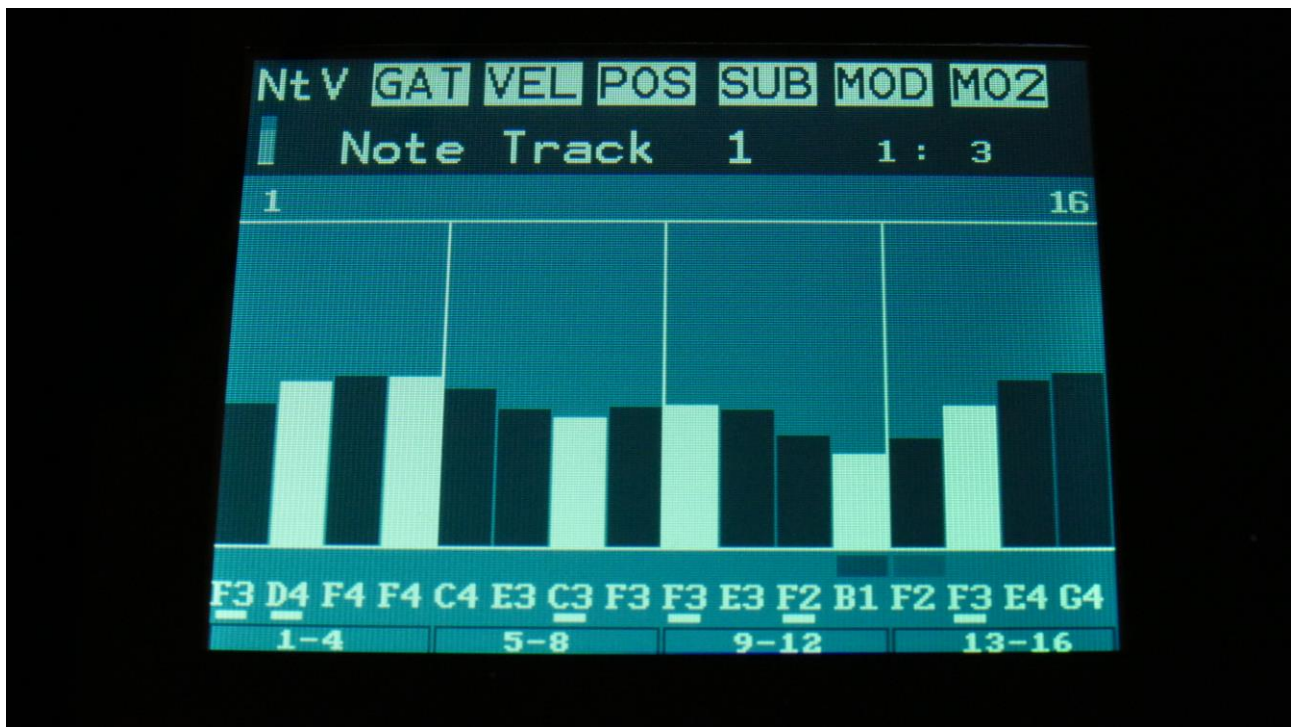 NtV GAT VEL POS SUB MOD MO2
Note Track 1 1: 3
1 16
F3 D4 F4 F4 C4 E3 C3 F3 F3 E3 F2 B1 F2 F3 E4 G4
1-4 5-8 9-12 13-16